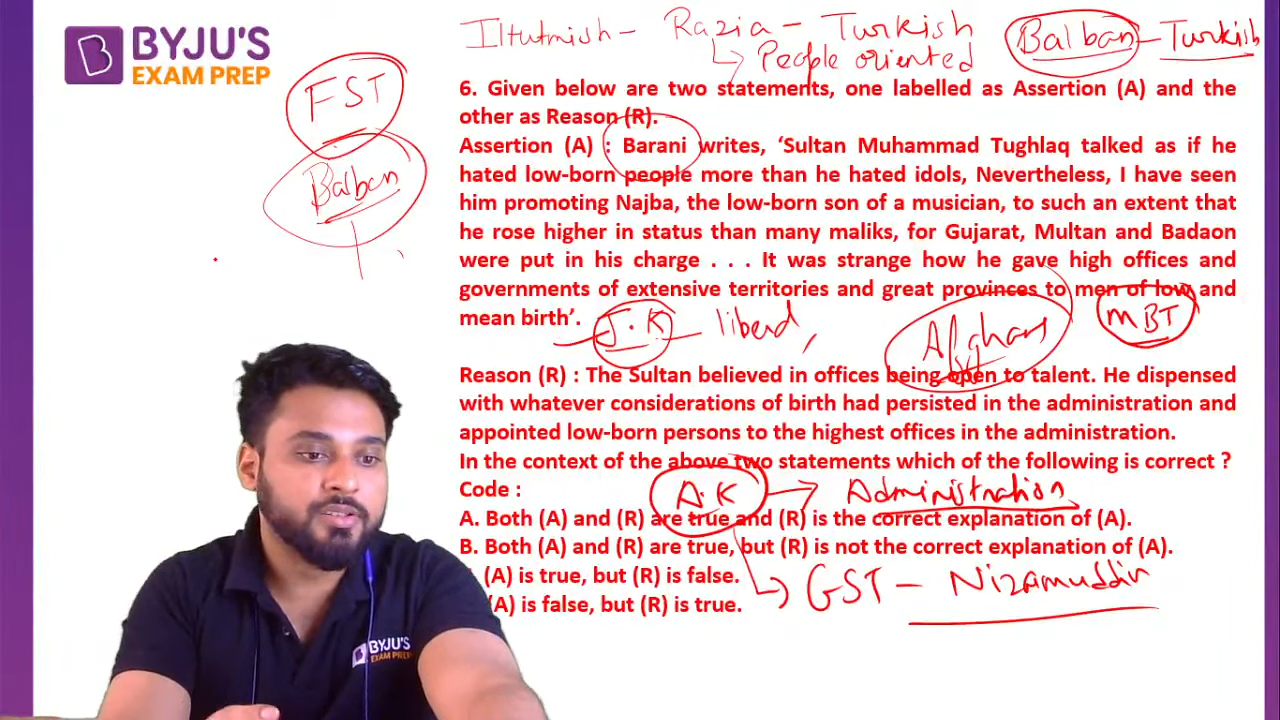 BYJU'S
EXAM PREP
Iltutmish - Razia - Turkish
Balban - Turkish
People oriented
FST
Balban
6. Given below are two statements, one labelled as Assertion (A) and the
other as Reason (R).
Assertion (A) : Barani writes, ‘Sultan Muhammad Tughlaq talked as if he
hated low-born people more than he hated idols, Nevertheless, I have seen
him promoting Najba, the low-born son of a musician, to such an extent that
he rose higher in status than many maliks, for Gujarat, Multan and Badaon
were put in his charge . . . It was strange how he gave high offices and
governments of extensive territories and great provinces to men of low and
mean birth’.
J.K - liberal,
Afghans
MBT
Reason (R) : The Sultan believed in offices being open to talent. He dispensed
with whatever considerations of birth had persisted in the administration and
appointed low-born persons to the highest offices in the administration.
In the context of the above two statements which of the following is correct ?
Code :
A.K → Administration
A. Both (A) and (R) are true and (R) is the correct explanation of (A).
B. Both (A) and (R) are true, but (R) is not the correct explanation of (A).
(A) is true, but (R) is false.
(A) is false, but (R) is true.
GST - Nizamuddin
BYJU'S
EXAM PREP